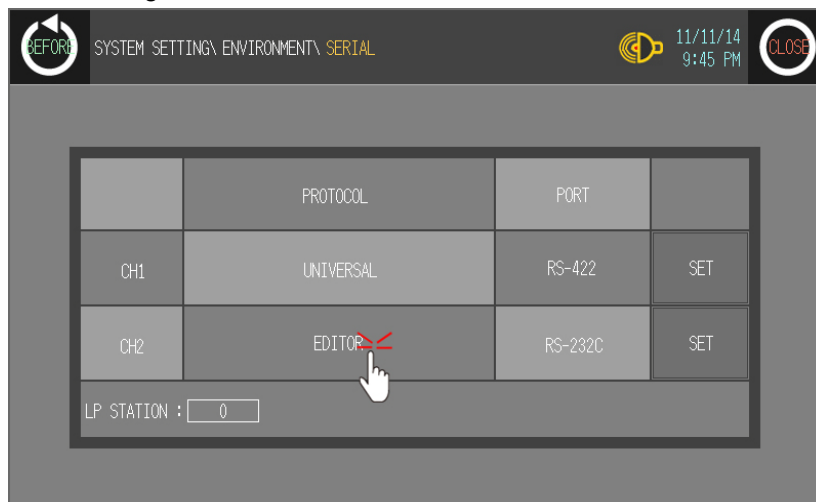 BEFORE
SYSTEM SETTING\ ENVIRONMENT\ SERIAL
11/11/14
9:45 PM
CLOSE
PROTOCOL PORT
CH1 UNIVERSAL RS-422 SET
CH2 EDITOR RS-232C SET
LP STATION : 0